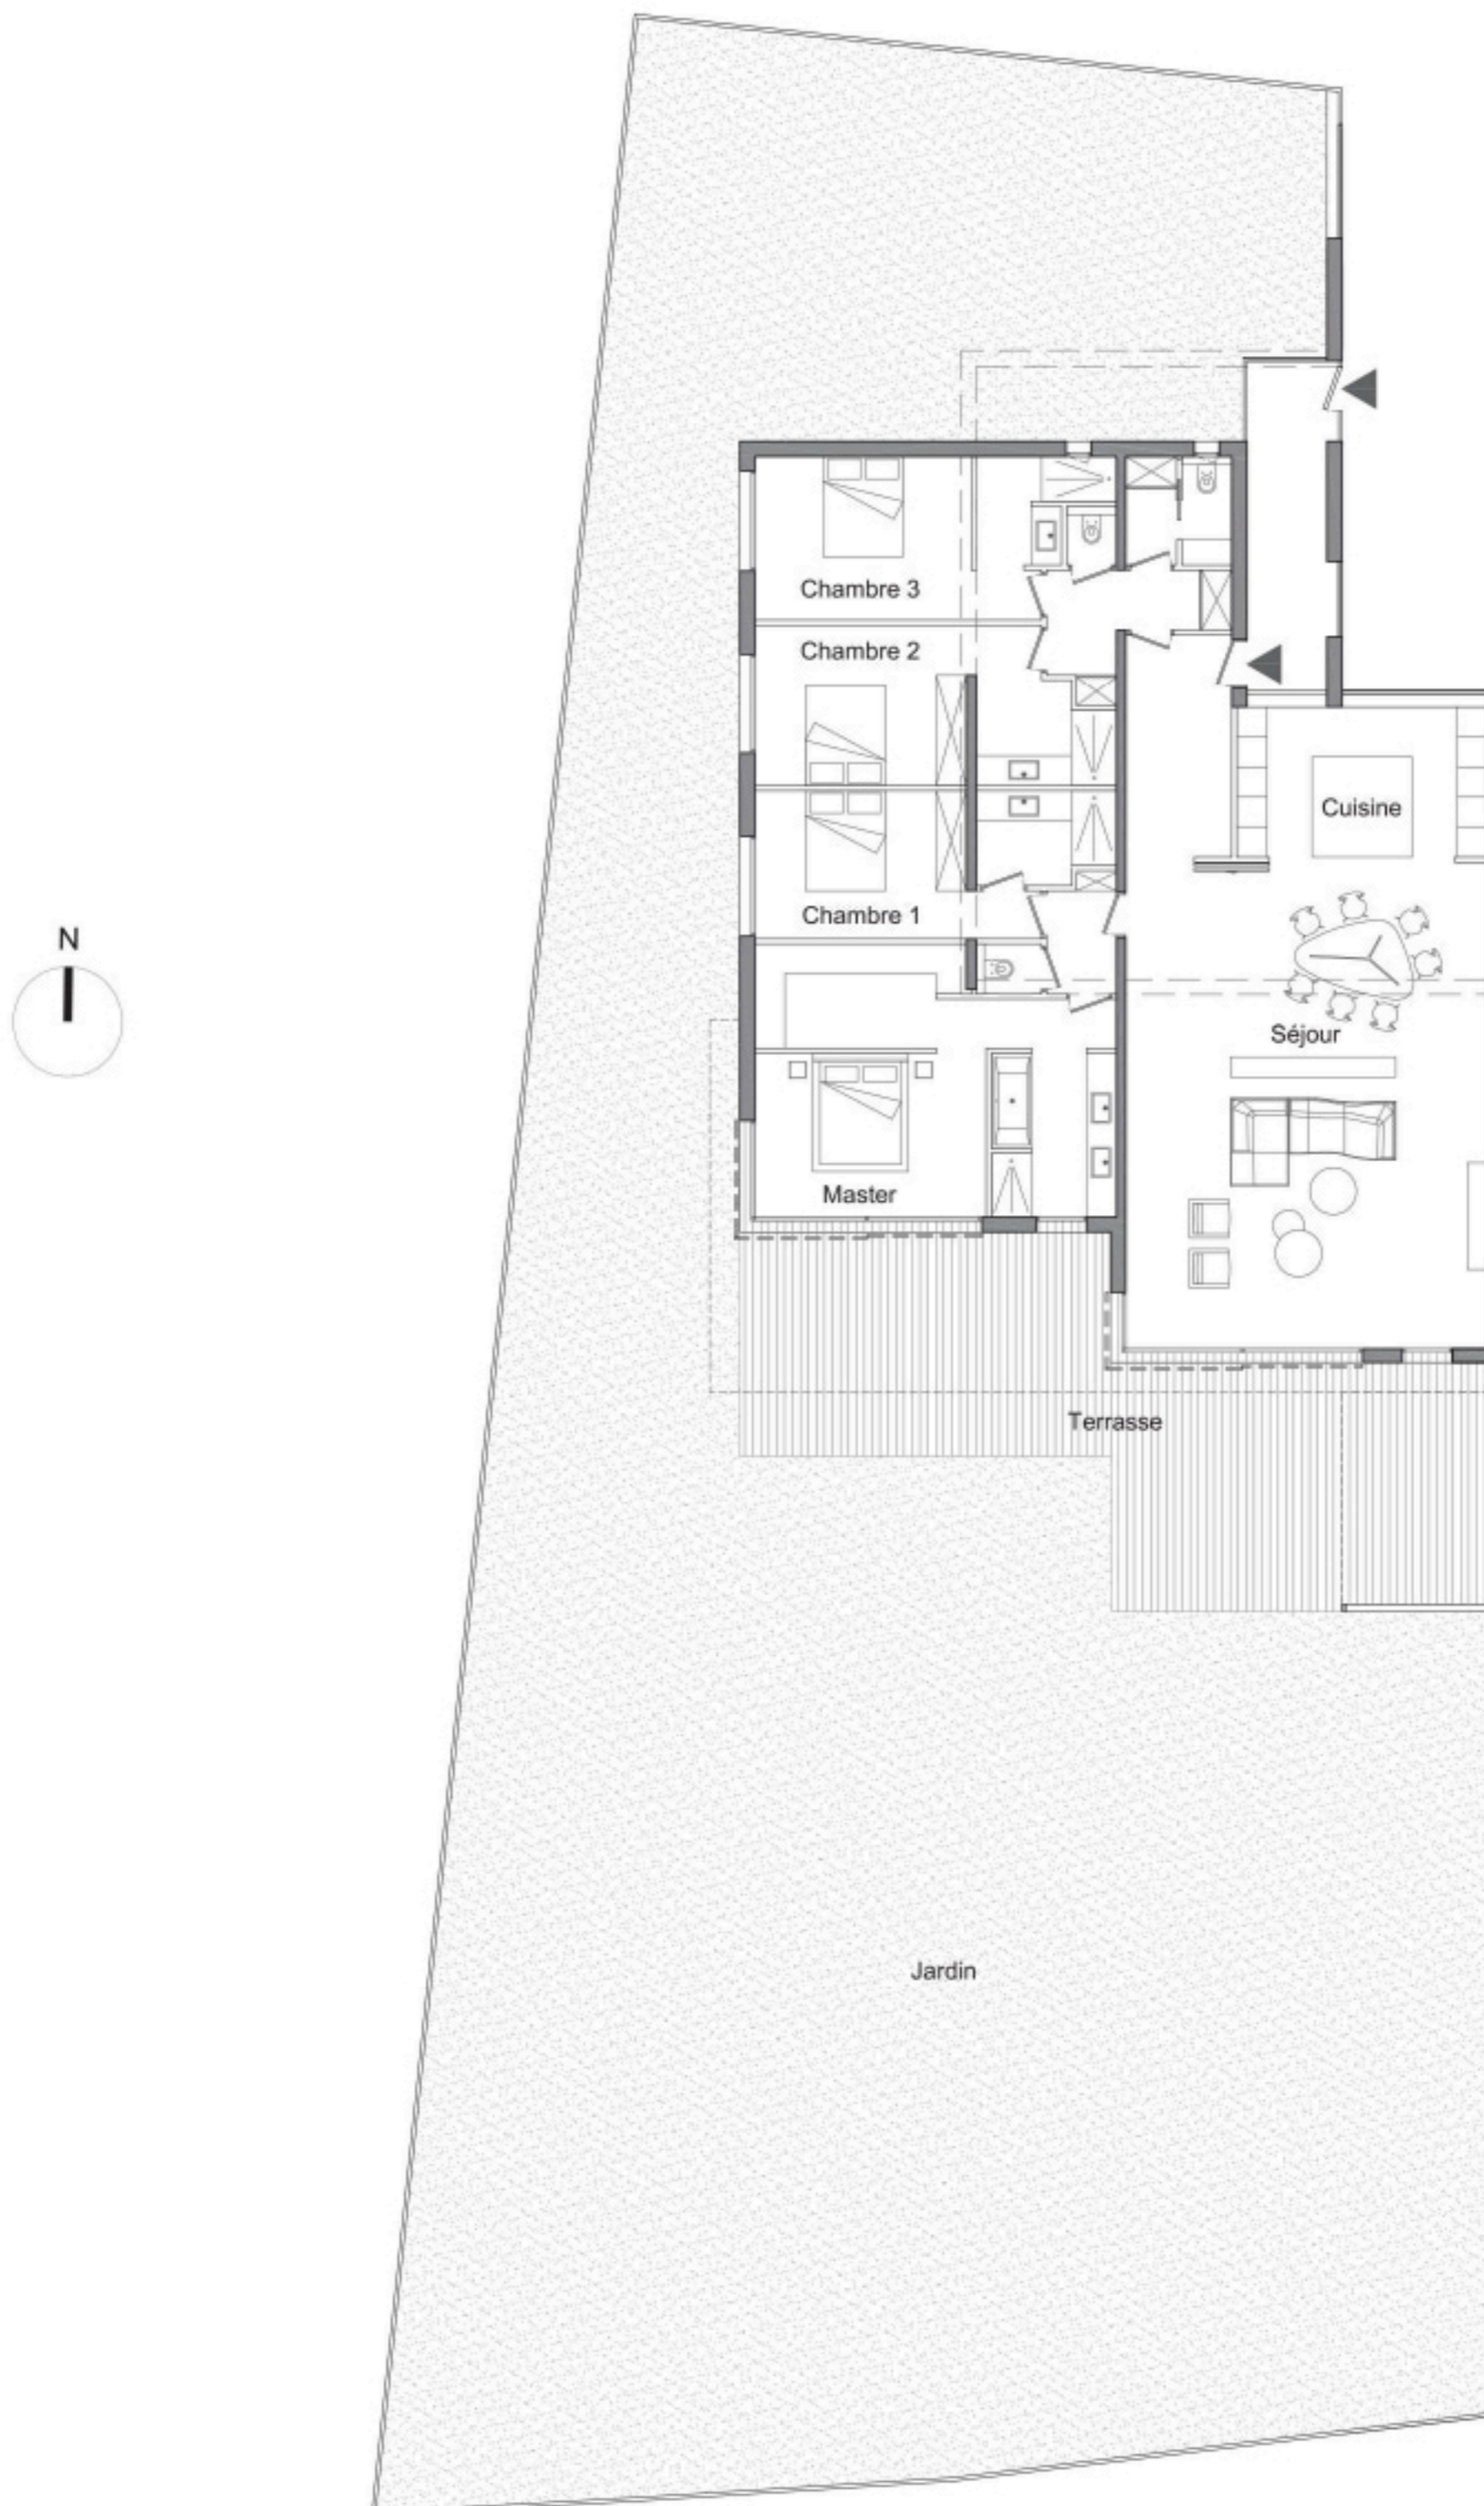 Chambre 3
Chambre 2
Cuisine
Chambre 1
N
Séjour
Master
Terrasse
Jardin